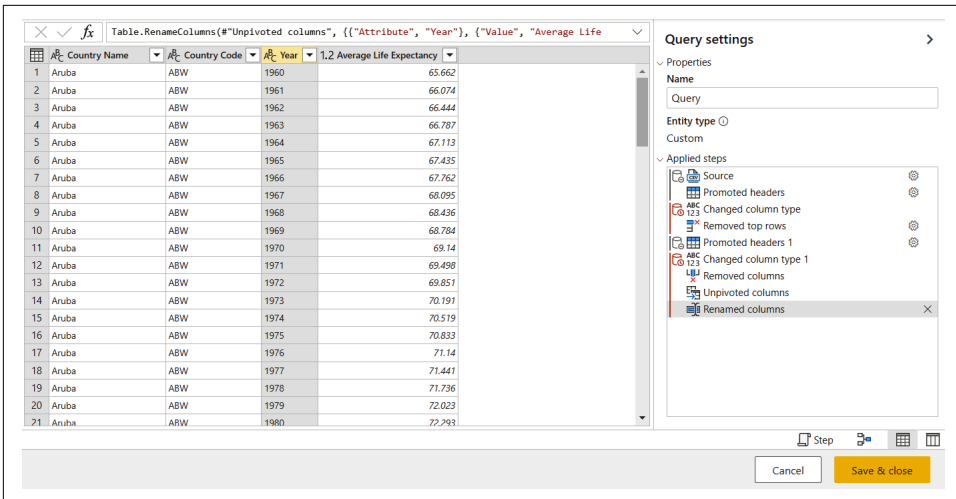 fx Table.RenameColumns(#"Unpivoted columns", {{"Attribute", "Year"}, {"Value", "Average Life
ABC Country Name ABC Country Code ABC Year 1.2 Average Life Expectancy
1 Aruba ABW 1960 65.662
2 Aruba ABW 1961 66.074
3 Aruba ABW 1962 66.444
4 Aruba ABW 1963 66.787
5 Aruba ABW 1964 67.113
6 Aruba ABW 1965 67.435
7 Aruba ABW 1966 67.762
8 Aruba ABW 1967 68.095
9 Aruba ABW 1968 68.436
10 Aruba ABW 1969 68.784
11 Aruba ABW 1970 69.14
12 Aruba ABW 1971 69.498
13 Aruba ABW 1972 69.851
14 Aruba ABW 1973 70.191
15 Aruba ABW 1974 70.519
16 Aruba ABW 1975 70.833
17 Aruba ABW 1976 71.14
18 Aruba ABW 1977 71.441
19 Aruba ABW 1978 71.736
20 Aruba ABW 1979 72.023
21 Aruba ABW 1980 72.293
Query settings
Properties
Name
Query
Entity type
Custom
Applied steps
Source
Promoted headers
ABC 123 Changed column type
Removed top rows
Promoted headers 1
ABC 123 Changed column type 1
Removed columns
Unpivoted columns
Renamed columns
Step
Cancel Save & close